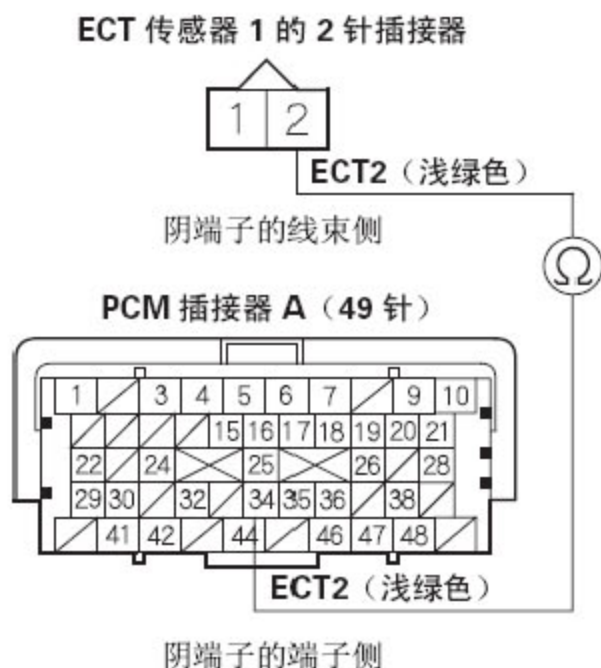 ECT 传感器 1 的 2 针插接器
1 2
ECT2（浅绿色）
阴端子的线束侧
Ω
PCM 插接器 A（49 针）
1 3 4 5 6 7 9 10
15 16 17 18 19 20 21
22 24 25 26 28
29 30 32 34 35 36 38
41 42 44 46 47 48
ECT2（浅绿色）
阴端子的端子侧